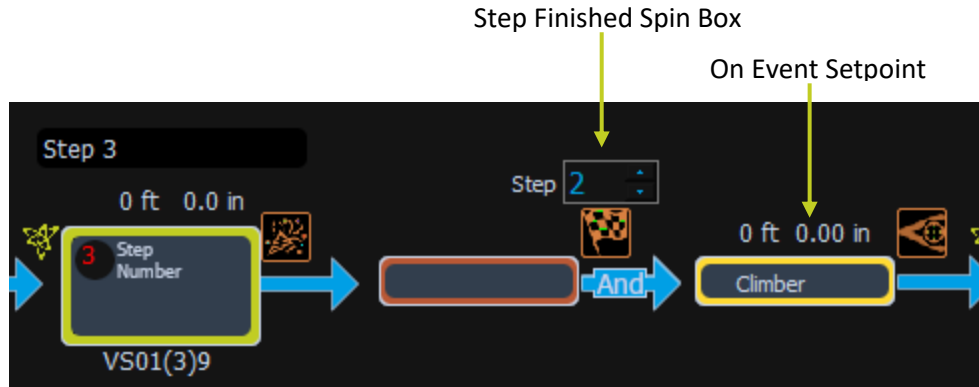 Step Finished Spin Box
On Event Setpoint
Step 3
0 ft 0.0 in
3 Step
Number
VS01(3)9
Step 2
And
0 ft 0.00 in
Climber